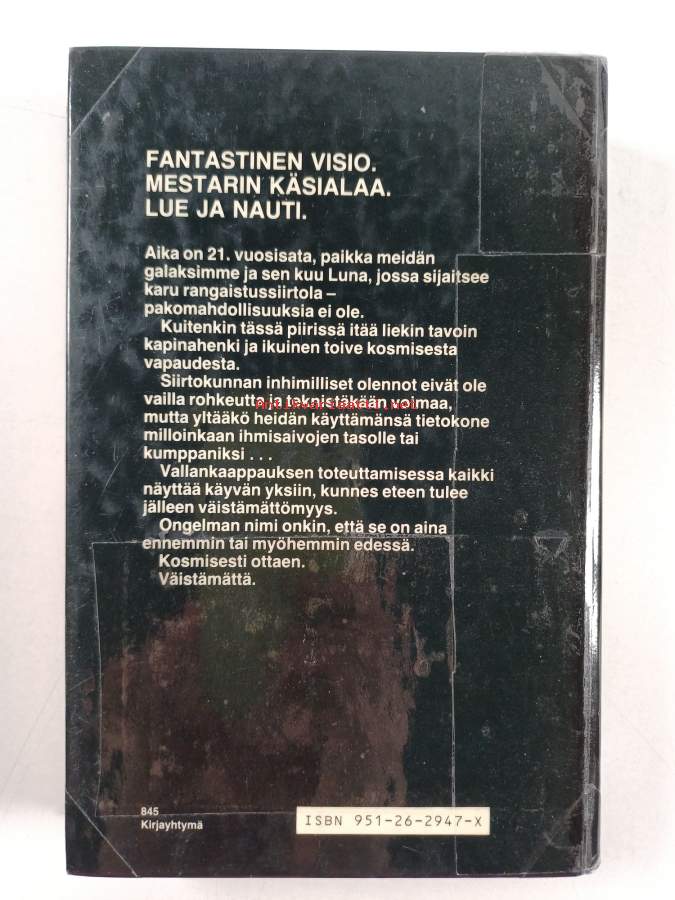 FANTASTINEN VISIO.
MESTARIN KÄSIALAA.
LUE JA NAUTI.
Aika on 21. vuosisata, paikka meidän
galaksimme ja sen kuu Luna, jossa sijaitsee
karu rangaistussiirtola –
pakomahdollisuuksia ei ole.
Kuitenkin tässä piirissä itää liekin tavoin
kapinahenki ja ikuinen toive kosmisesta
vapaudesta.
Siirtokunnan inhimilliset olennot eivät ole
vailla rohkeutta ja teknistäkään voimaa,
antikvariaatti.net
mutta yltääkö heidän käyttämänsä tietokone
milloinkaan ihmisaivojen tasolle tai
kumppaniksi . . .
Vallankaappauksen toteuttamisessa kaikki
näyttää käyvän yksiin, kunnes eteen tulee
jälleen väistämättömyys.
Ongelman nimi onkin, että se on aina
ennemmin tai myöhemmin edessä.
Kosmisesti ottaen.
Väistämättä.
845
Kirjayhtymä
ISBN 951-26-2947-X